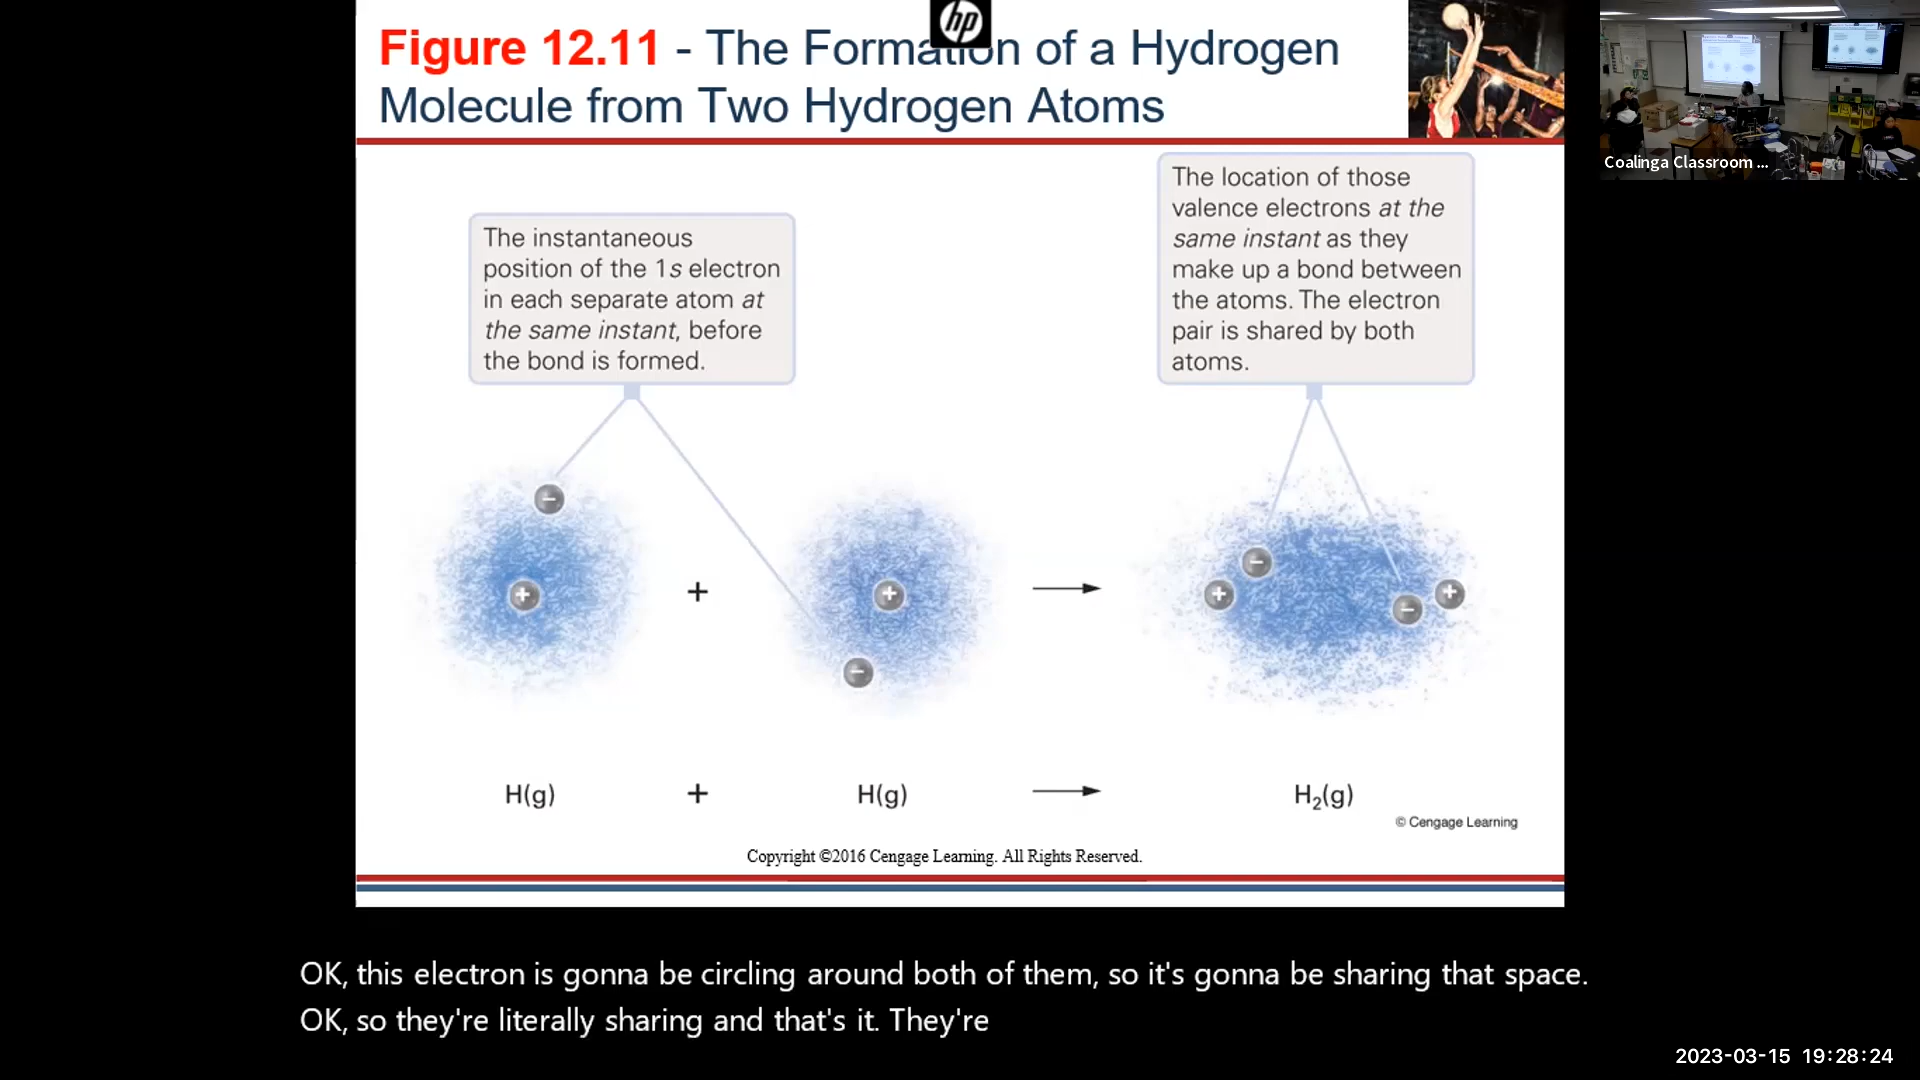 Figure 12.11 - The Formation of a Hydrogen
Molecule from Two Hydrogen Atoms
hp
Coalinga Classroom ...
The instantaneous
position of the 1s electron
in each separate atom at
the same instant, before
the bond is formed.
The location of those
valence electrons at the
same instant as they
make up a bond between
the atoms. The electron
pair is shared by both
atoms.
H(g) + H(g) → H₂(g)
© Cengage Learning
Copyright ©2016 Cengage Learning. All Rights Reserved.
OK, this electron is gonna be circling around both of them, so it's gonna be sharing that space.
OK, so they're literally sharing and that's it. They're
2023-03-15 19:28:24